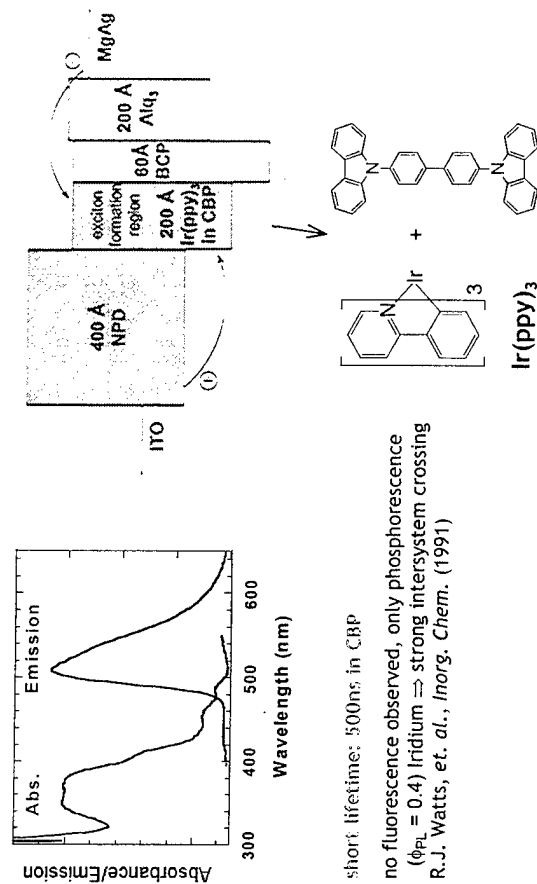 Absorbance/Emission
Abs.
Emission
300
400
500
600
Wavelength (nm)
ITO
400 Å
NPD
exciton
formation
region
200 Å
Ir(ppy)3
In CBP
60Å
BCP
200 Å
Alq3
MgAg
short lifetime: 500ns in CBP
no fluorescence observed, only phosphorescence
(ϕPL = 0.4) Iridium ⇒ strong intersystem crossing
R.J. Watts, et. al., Inorg. Chem. (1991)
N
Ir
3
+
N
N
Ir(ppy)3